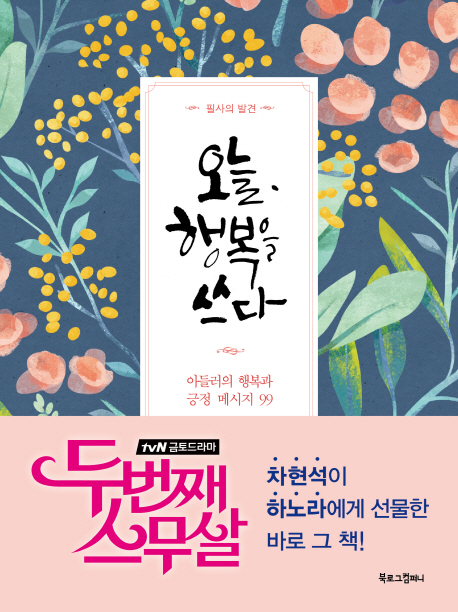 필사의 발견
오늘,
행복을
쓰다
아들러의 행복과
긍정 메시지 99
tvN 금토드라마
두번째
스무살
차현석이
하노라에게 선물한
바로 그 책!
북로그컴퍼니